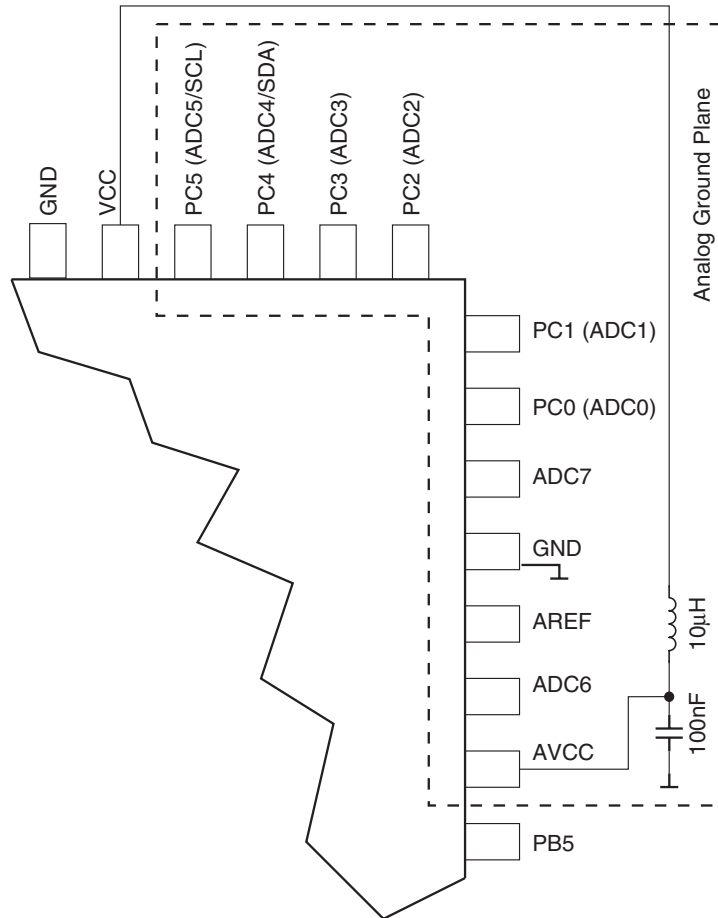 GND
VCC
PC5 (ADC5/SCL)
PC4 (ADC4/SDA)
PC3 (ADC3)
PC2 (ADC2)
Analog Ground Plane
PC1 (ADC1)
PC0 (ADC0)
ADC7
GND
AREF
10µH
ADC6
100nF
AVCC
PB5